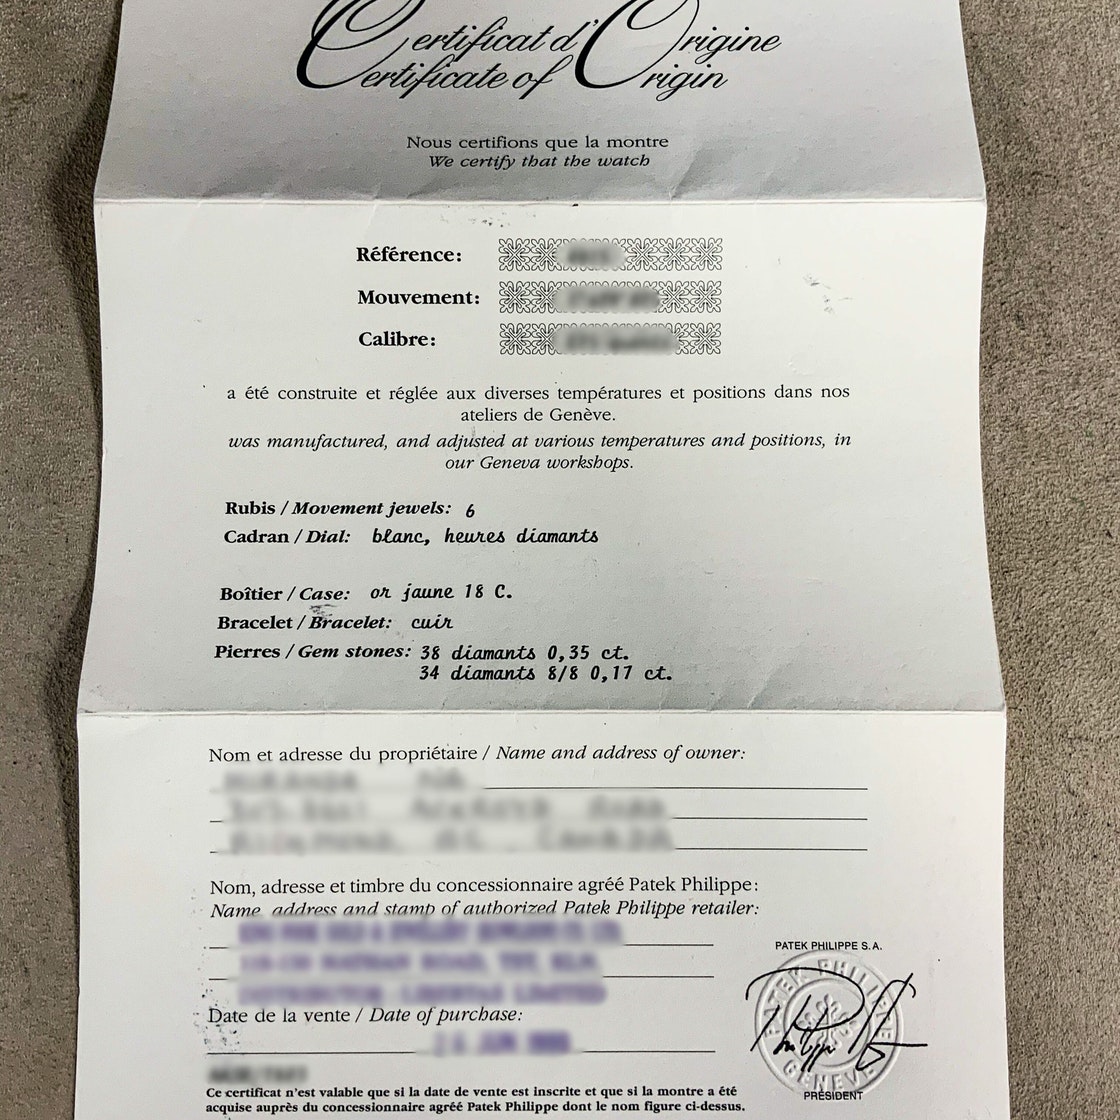 Certificat d'Origine
Certificate of Origin
Nous certifions que la montre
We certify that the watch
Référence:
Mouvement:
Calibre:
a été construite et réglée aux diverses températures et positions dans nos
ateliers de Genève.
was manufactured, and adjusted at various temperatures and positions, in
our Geneva workshops.
Rubis / Movement jewels: 6
Cadran / Dial: blanc, heures diamants
Boîtier / Case: or jaune 18 C.
Bracelet / Bracelet: cuir
Pierres / Gem stones: 38 diamants 0,35 ct.
34 diamants 8/8 0,17 ct.
Nom et adresse du propriétaire / Name and address of owner:
Nom, adresse et timbre du concessionnaire agréé Patek Philippe:
Name, address and stamp of authorized Patek Philippe retailer:
PATEK PHILIPPE S.A.
PATEK PHILIPPE
GENEVE
Date de la vente / Date of purchase:
PRÉSIDENT
Ce certificat n'est valable que si la date de vente est inscrite et que si la montre a été
acquise auprès du concessionnaire agréé Patek Philippe dont le nom figure ci-dessus.